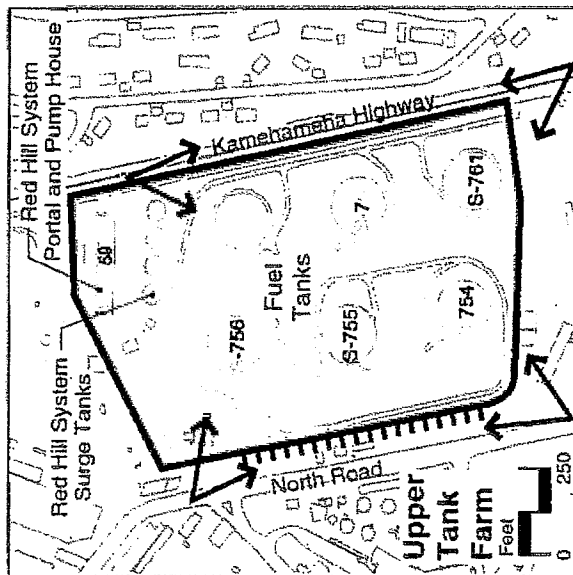 Red Hill System
Portal and Pump House
Red Hill System
Surge Tanks
Kamehameha Highway
59
Fuel
Tanks
-756
7
S-755
S-761
754
North Road
Upper
Tank
Farm
Feet
0
250